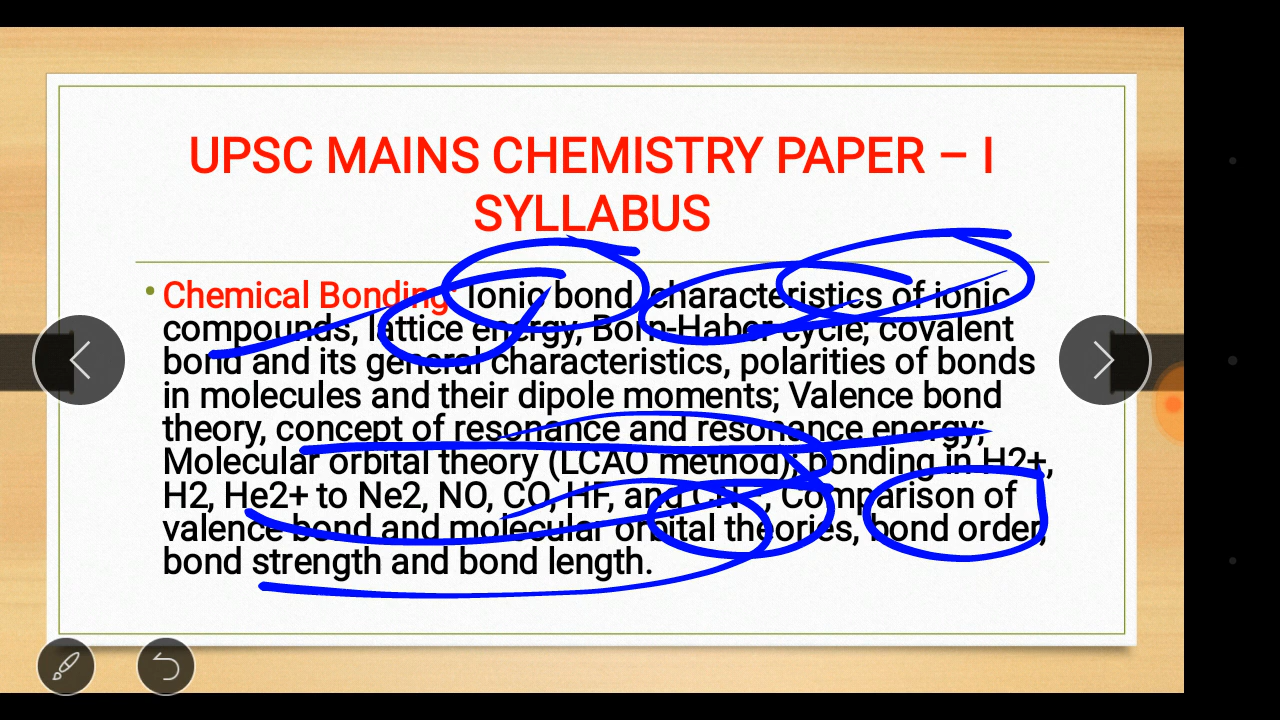 UPSC MAINS CHEMISTRY PAPER – I
SYLLABUS
• Chemical Bonding: Ionic bond, characteristics of ionic
compounds, lattice energy, Born-Haber cycle; covalent
bond and its general characteristics, polarities of bonds
in molecules and their dipole moments; Valence bond
theory, concept of resonance and resonance energy;
Molecular orbital theory (LCAO method); bonding in H2+,
H2, He2+ to Ne2, NO, CO, HF, and CN–; Comparison of
valence bond and molecular orbital theories, bond order,
bond strength and bond length.